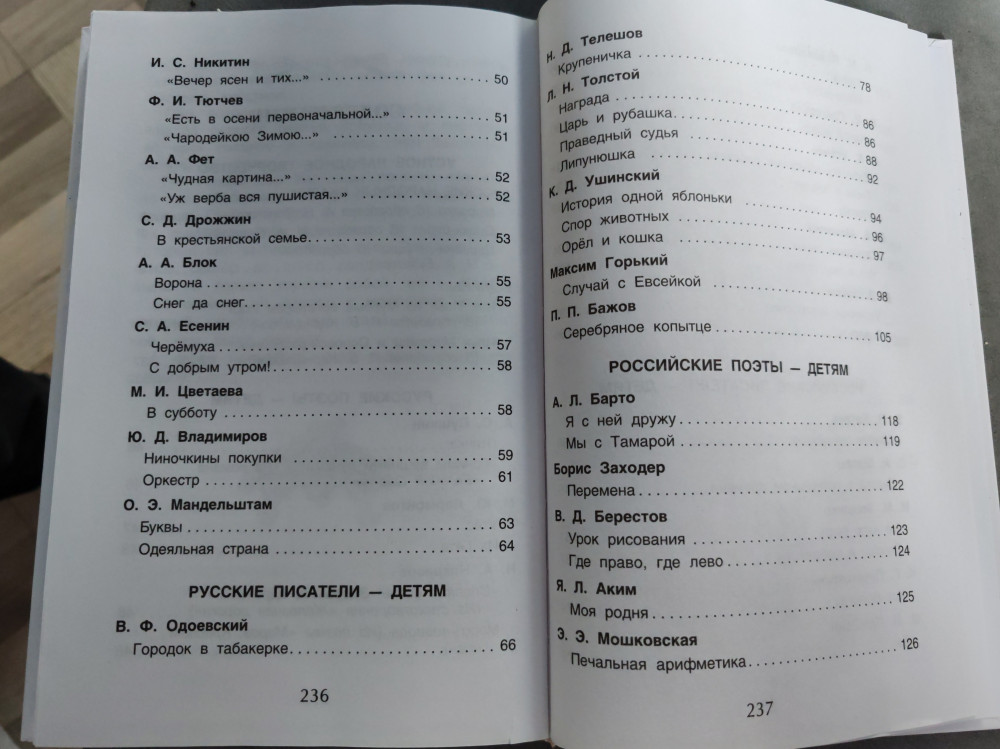 И. С. Никитин
«Вечер ясен и тих...» 50
Ф. И. Тютчев
«Есть в осени первоначальной...» 51
«Чародейкою Зимою...» 51
А. А. Фет
«Чудная картина...» 52
«Уж верба вся пушистая...» 52
С. Д. Дрожжин
В крестьянской семье 53
А. А. Блок
Ворона 55
Снег да снег 55
С. А. Есенин
Черёмуха 57
С добрым утром! 58
М. И. Цветаева
В субботу 58
Ю. Д. Владимиров
Ниночкины покупки 59
Оркестр 61
О. Э. Мандельштам
Буквы 63
Одеяльная страна 64
РУССКИЕ ПИСАТЕЛИ — ДЕТЯМ
В. Ф. Одоевский
Городок в табакерке 66
236
Н. Д. Телешов
Крупеничка 78
Л. Н. Толстой
Награда 86
Царь и рубашка 86
Праведный судья 88
Липунюшка 92
К. Д. Ушинский
История одной яблоньки 94
Спор животных 96
Орёл и кошка 97
Максим Горький
Случай с Евсейкой 98
П. П. Бажов
Серебряное копытце 105
РОССИЙСКИЕ ПОЭТЫ — ДЕТЯМ
А. Л. Барто
Я с ней дружу 118
Мы с Тамарой 119
Борис Заходер
Перемена 122
В. Д. Берестов
Урок рисования 123
Где право, где лево 124
Я. Л. Аким
Моя родня 125
Э. Э. Мошковская
Печальная арифметика 126
237